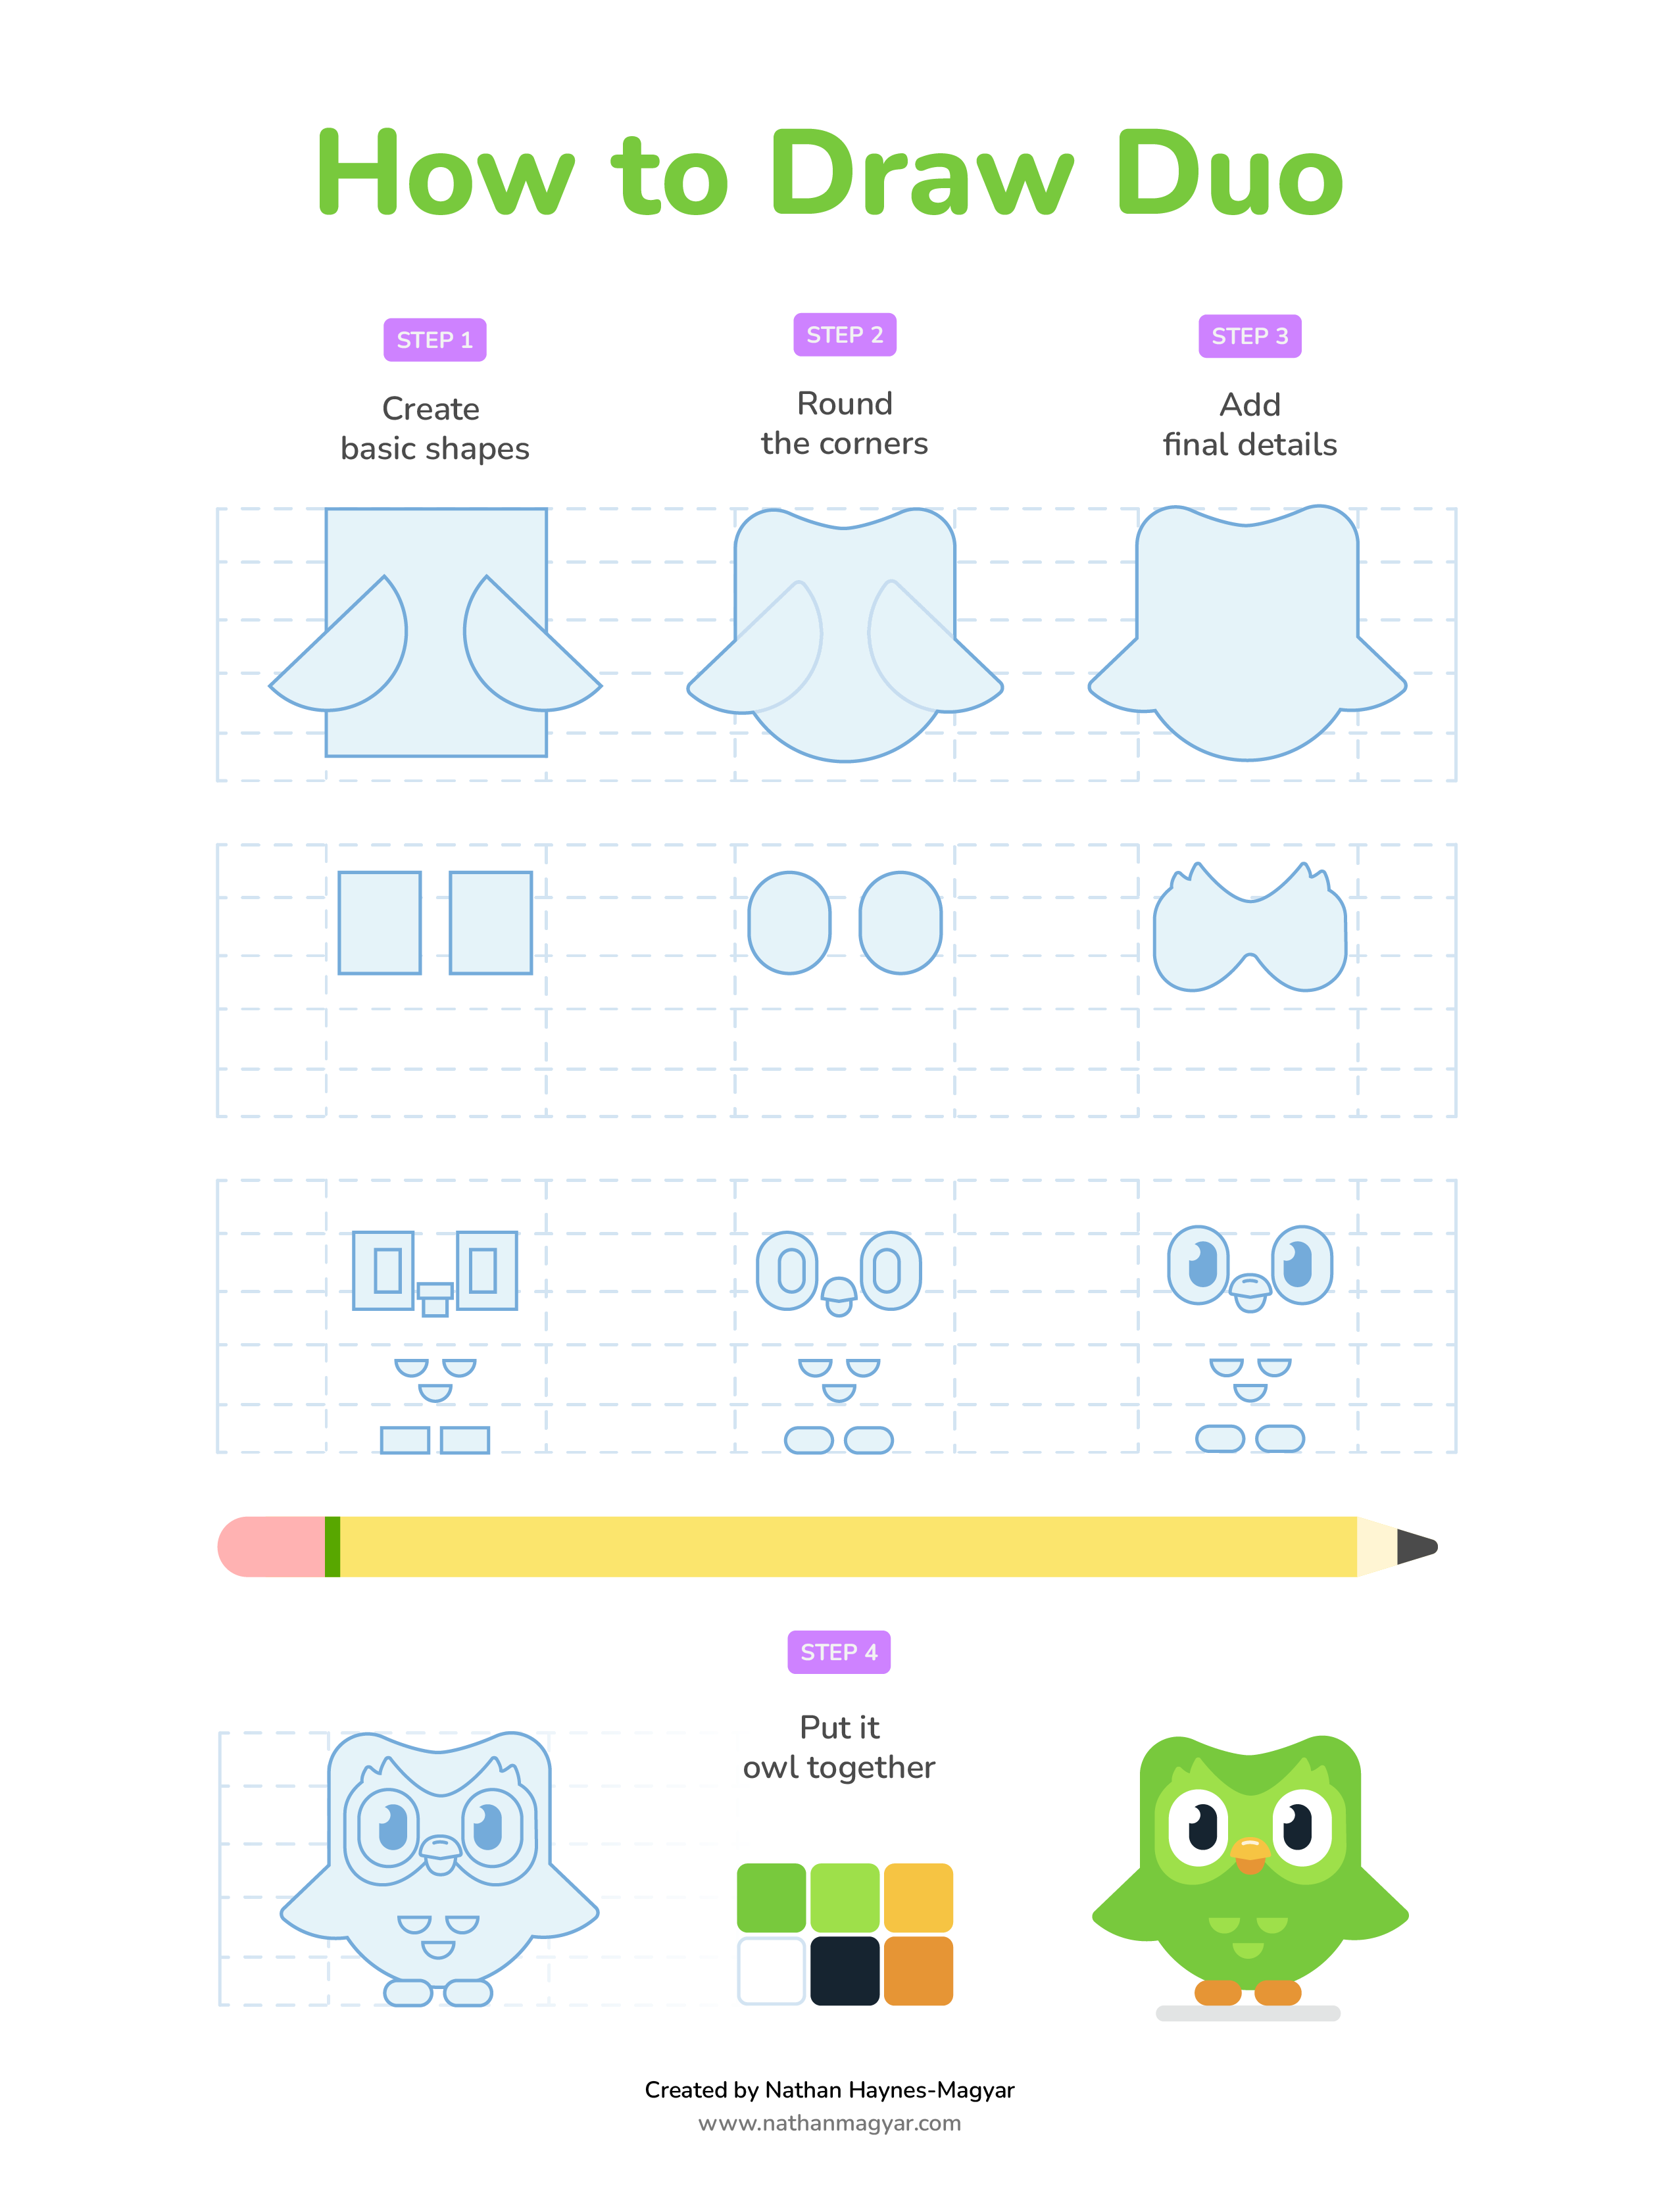 How to Draw Duo
STEP 1
Create
basic shapes
STEP 2
Round
the corners
STEP 3
Add
final details
STEP 4
Put it
owl together
Created by Nathan Haynes-Magyar
www.nathanmagyar.com